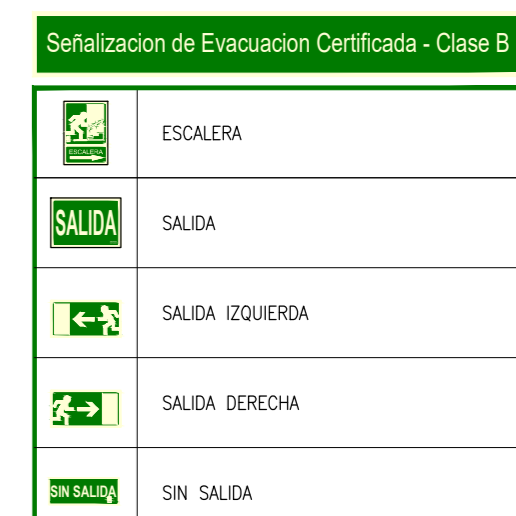 Señalizacion de Evacuacion Certificada - Clase B
ESCALERA
ESCALERA
SALIDA
SALIDA
SALIDA IZQUIERDA
SALIDA DERECHA
SIN SALIDA
SIN SALIDA